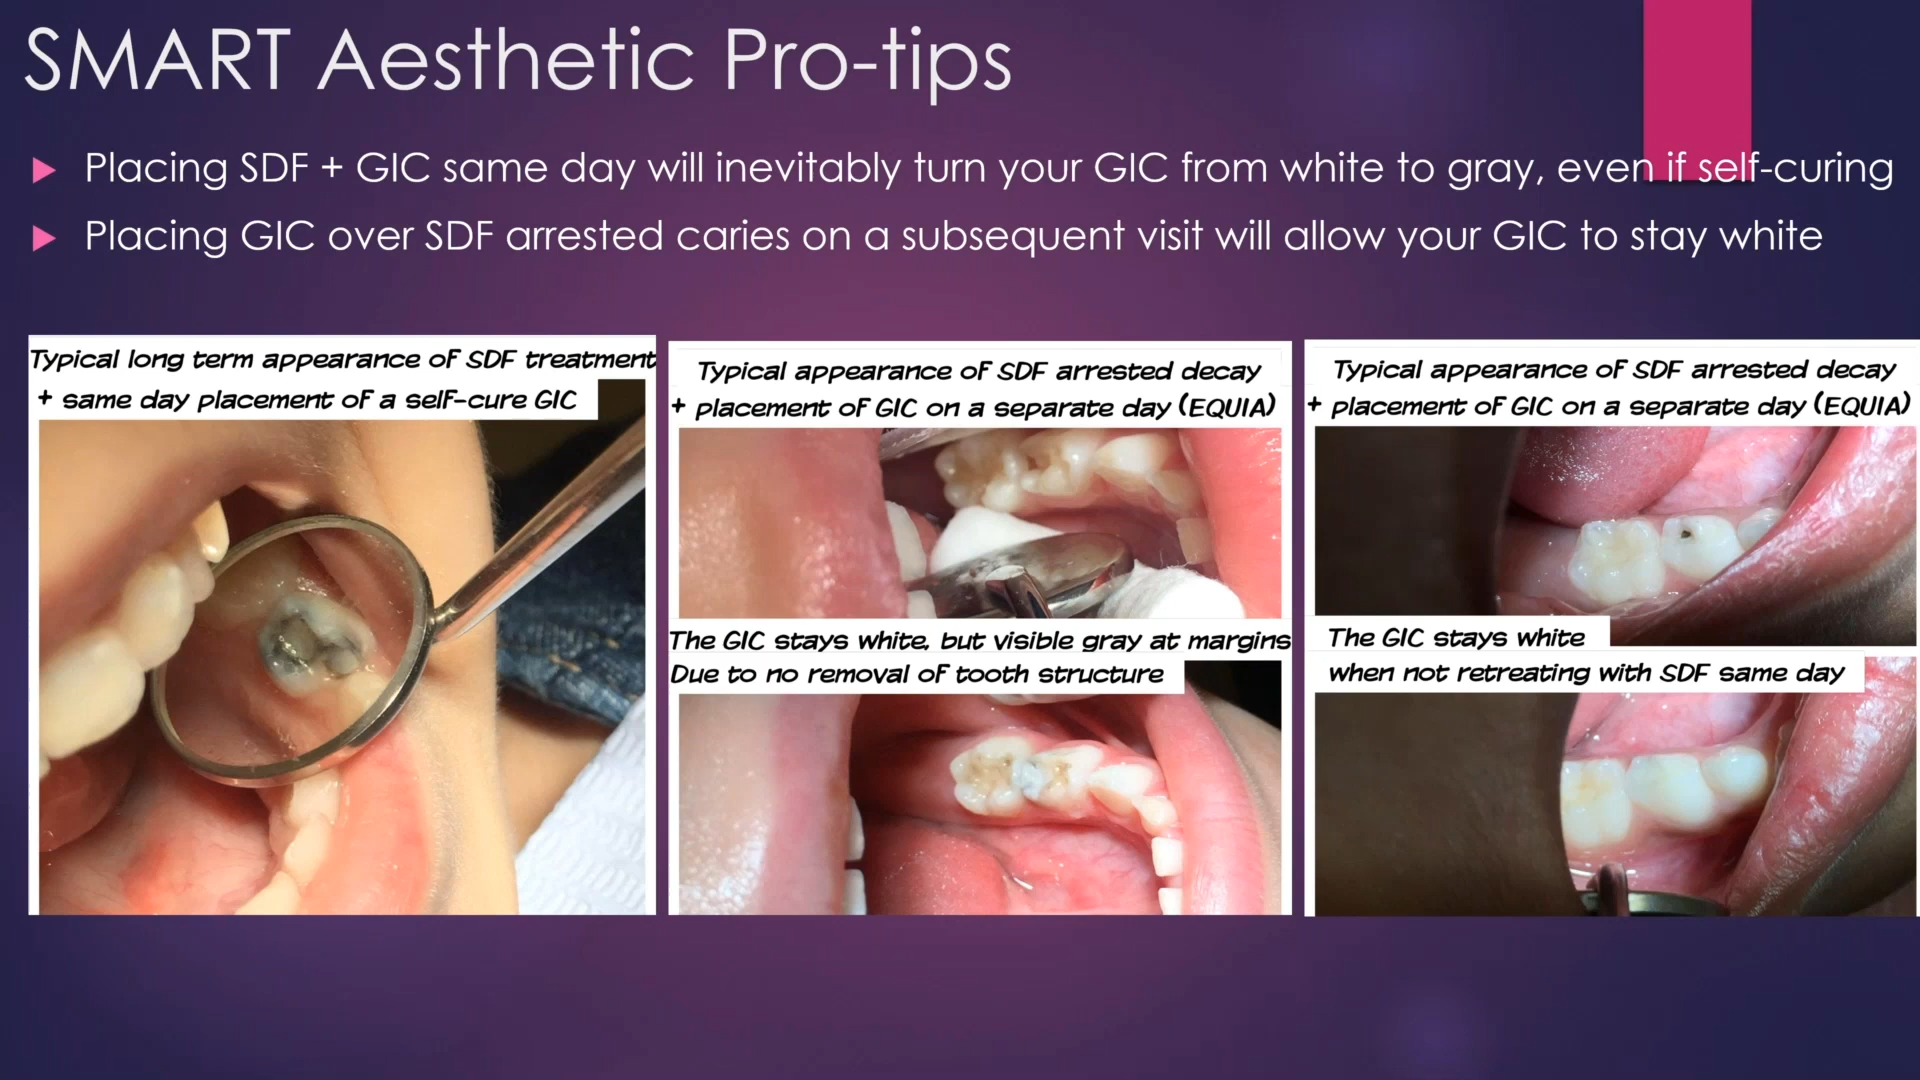 SMART Aesthetic Pro-tips
Placing SDF + GIC same day will inevitably turn your GIC from white to gray, even if self-curing
Placing GIC over SDF arrested caries on a subsequent visit will allow your GIC to stay white
Typical long term appearance of SDF treatment
+ same day placement of a self-cure GIC
Typical appearance of SDF arrested decay
+ placement of GIC on a separate day (EQUIA)
The GIC stays white, but visible gray at margins
Due to no removal of tooth structure
Typical appearance of SDF arrested decay
+ placement of GIC on a separate day (EQUIA)
The GIC stays white
when not retreating with SDF same day